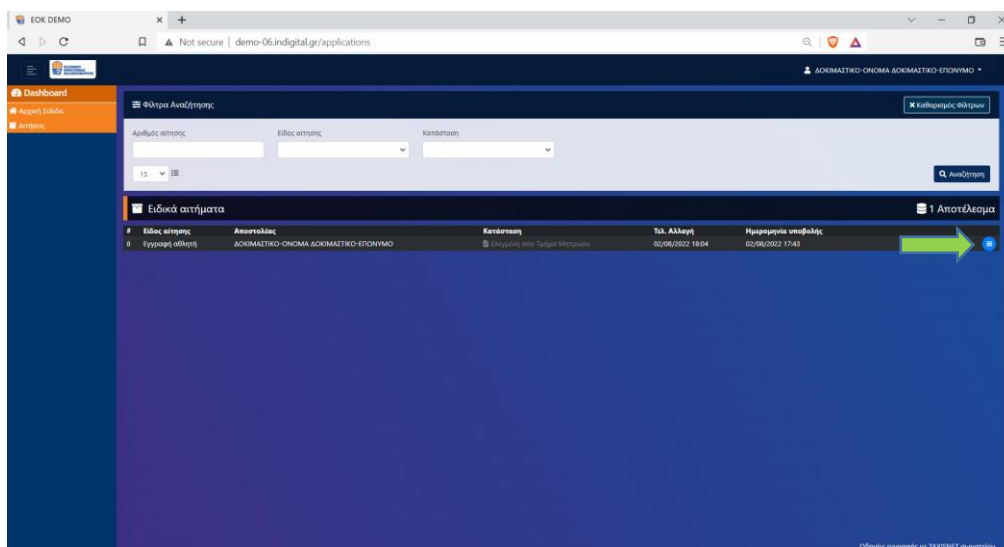 EOK DEMO
Not secure | demo-06.indigital.gr/applications
ΔΟΚΙΜΑΣΤΙΚΟ-ΟΝΟΜΑ ΔΟΚΙΜΑΣΤΙΚΟ-ΕΠΩΝΥΜΟ
Dashboard
Αρχική Σελίδα
Αιτήσεις
Φίλτρα Αναζήτησης
Καθαρισμός Φίλτρων
Αριθμός αίτησης Είδος αίτησης Κατάσταση
15
Αναζήτηση
Ειδικά αιτήματα
1 Αποτέλεσμα
# Είδος αίτησης Αποστολέας Κατάσταση Τελ. Αλλαγή Ημερομηνία υποβολής
8 Εγγραφή αθλητή ΔΟΚΙΜΑΣΤΙΚΟ-ΟΝΟΜΑ ΔΟΚΙΜΑΣΤΙΚΟ-ΕΠΩΝΥΜΟ Ελεγμένη απο Τμήμα Μητρώου 02/08/2022 18:04 02/08/2022 17:43